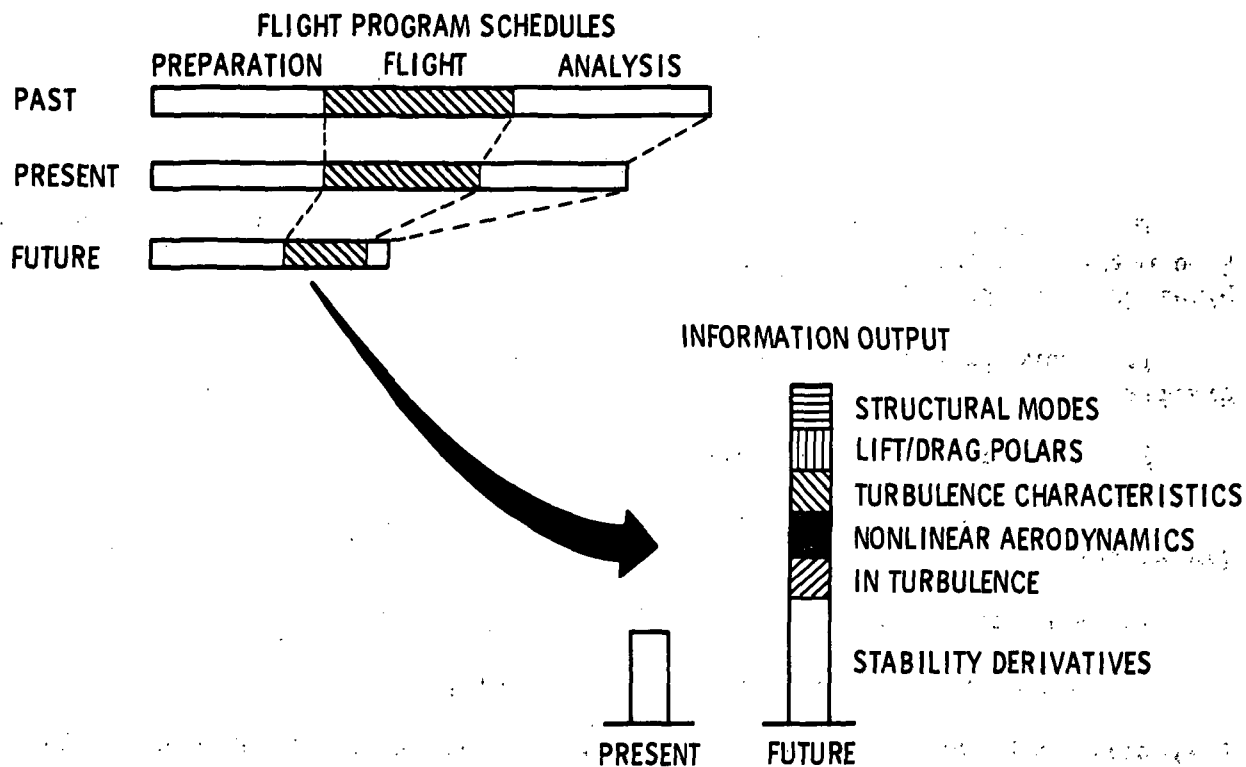 FLIGHT PROGRAM SCHEDULES
PREPARATION FLIGHT ANALYSIS
PAST
PRESENT
FUTURE
INFORMATION OUTPUT
STRUCTURAL MODES
LIFT/DRAG POLARS
TURBULENCE CHARACTERISTICS
NONLINEAR AERODYNAMICS
IN TURBULENCE
STABILITY DERIVATIVES
PRESENT FUTURE